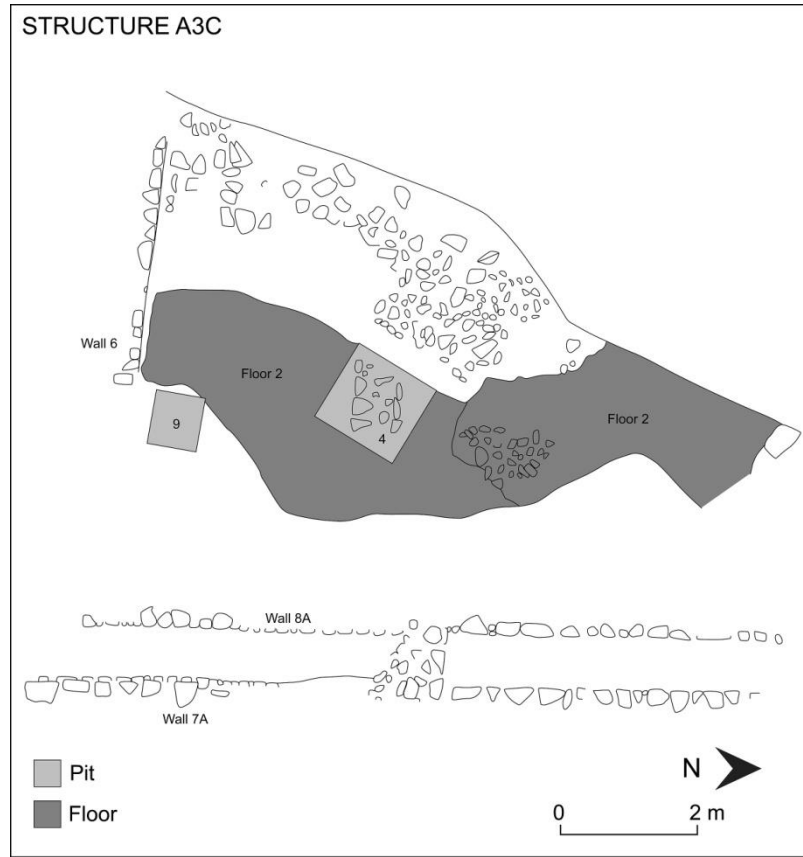 STRUCTURE A3C
Wall 6
Floor 2
Floor 2
9
4
Wall 8A
Wall 7A
Pit
Floor
N
0 2 m